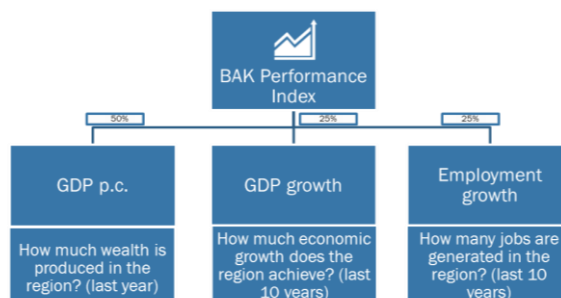 BAK Performance
Index
50%
25%
25%
GDP p.c.
GDP growth
Employment
growth
How much wealth is
produced in the
region? (last year)
How much economic
growth does the
region achieve? (last
10 years)
How many jobs are
generated in the
region? (last 10
years)